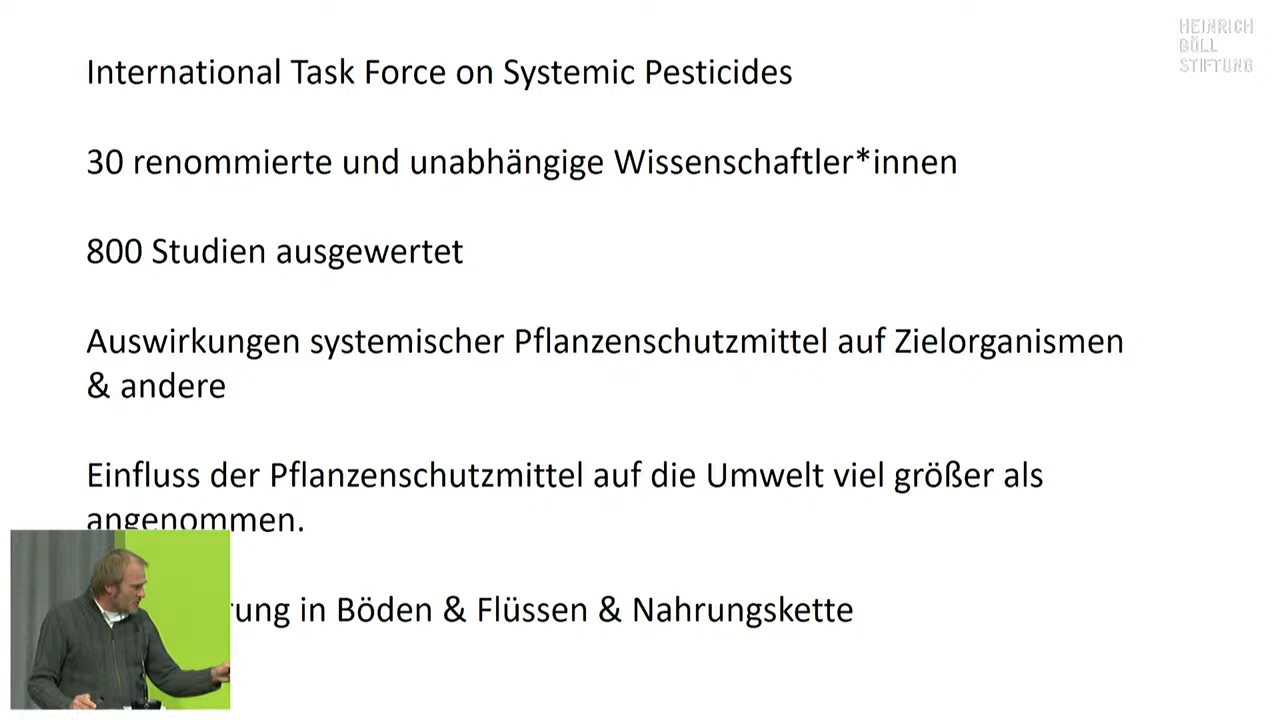 HEINRICH
BÖLL
STIFTUNG
International Task Force on Systemic Pesticides
30 renommierte und unabhängige Wissenschaftler*innen
800 Studien ausgewertet
Auswirkungen systemischer Pflanzenschutzmittel auf Zielorganismen
& andere
Einfluss der Pflanzenschutzmittel auf die Umwelt viel größer als
angenommen.
in Böden & Flüssen & Nahrungskette